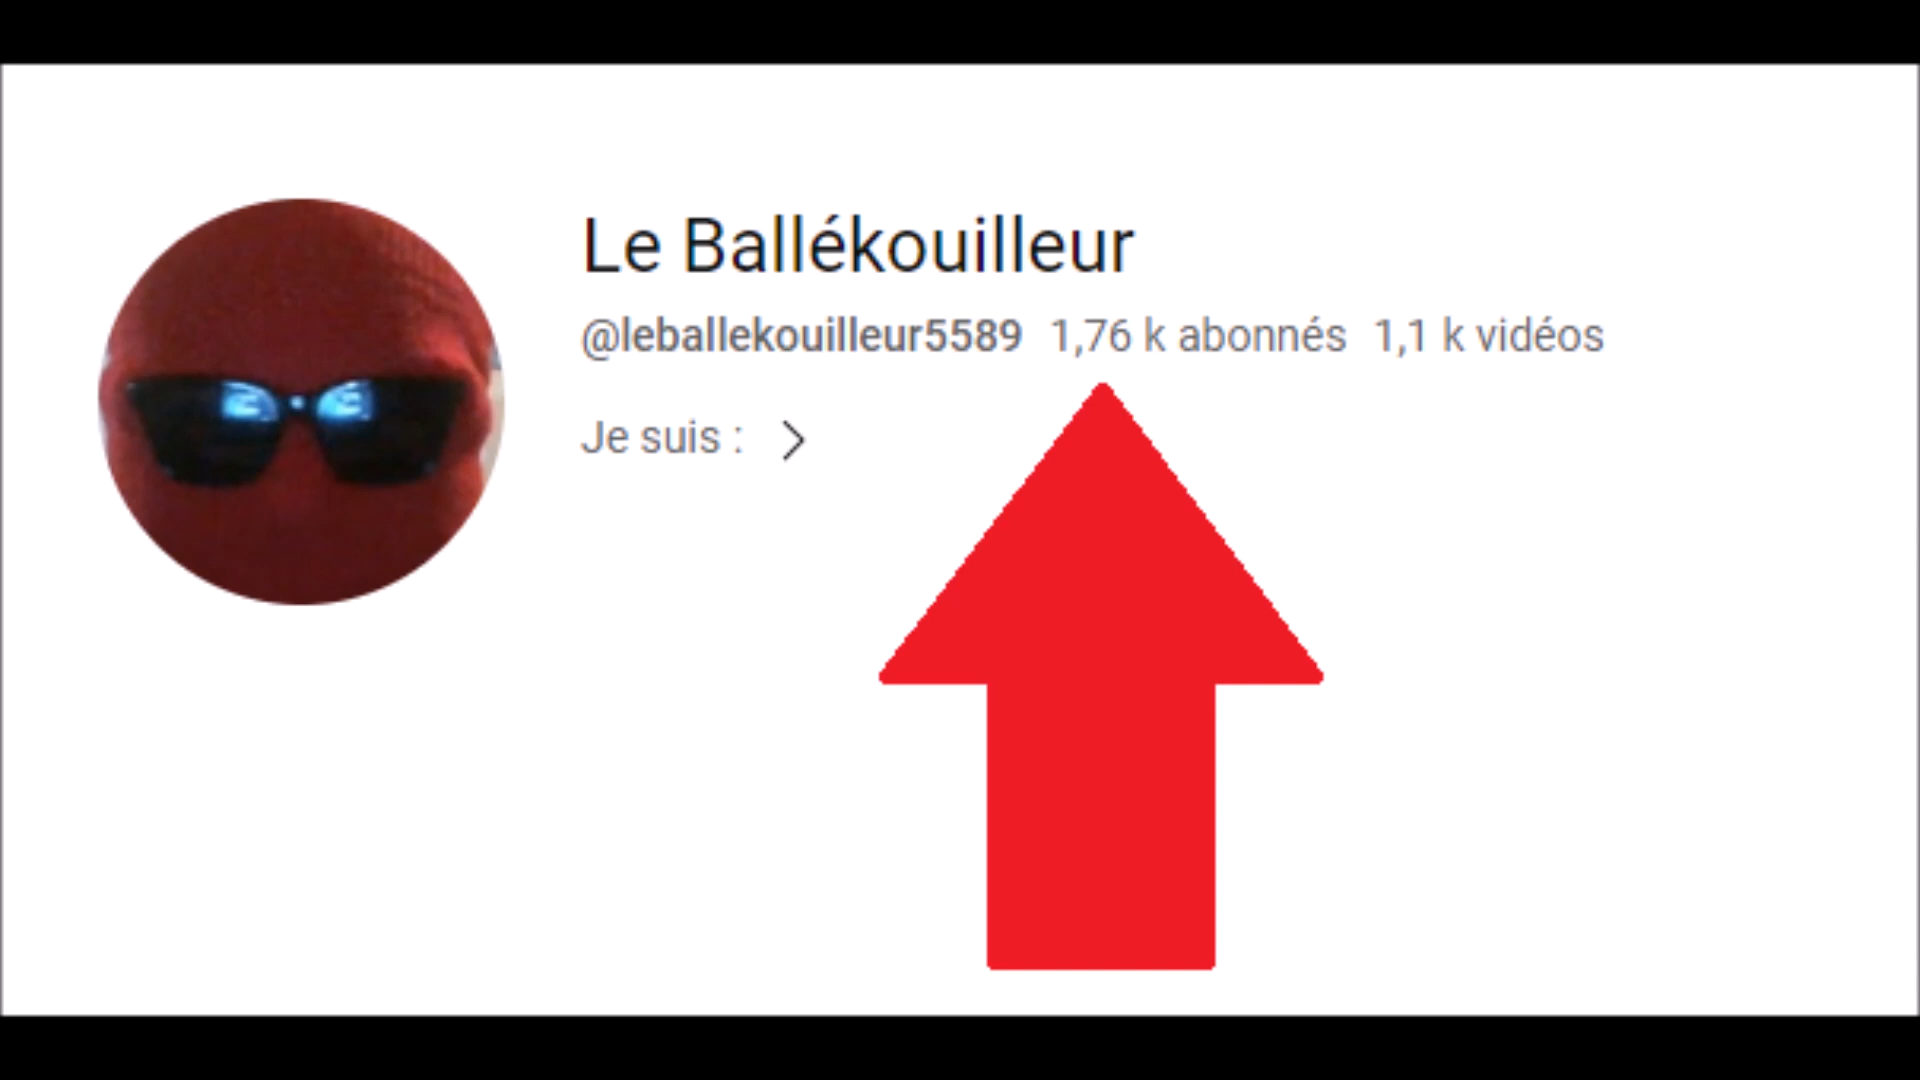 Le Ballékouilleur
@leballekouilleur5589 1,76 k abonnés 1,1 k vidéos
Je suis :